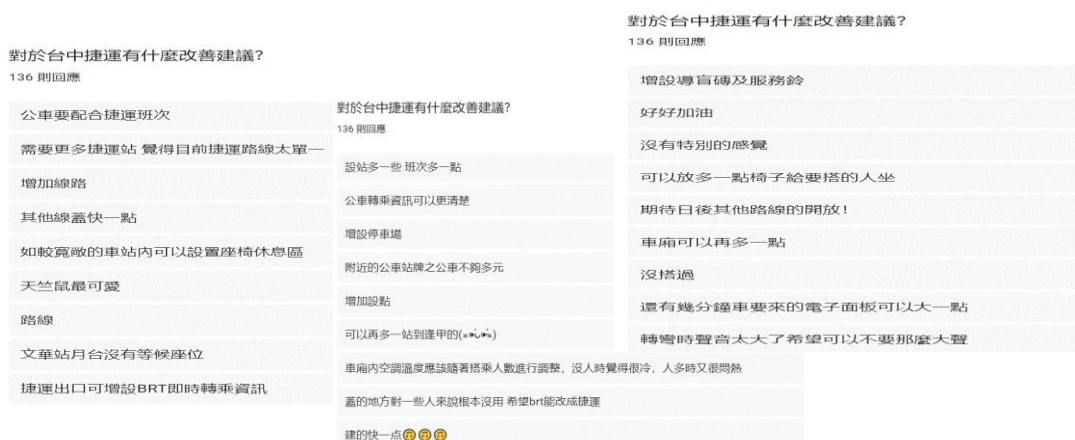 對於台中捷運有什麼改善建議?
136 則回應
公車要配合捷運班次
需要更多捷運站 覺得目前捷運路線太單一
增加線路
其他線蓋快一點
如較寬敞的車站內可以設置座椅休息區
天竺鼠最可愛
路線
文華站月台沒有等候座位
捷運出口可增設BRT即時轉乘資訊
對於台中捷運有什麼改善建議?
136 則回應
設站多一些 班次多一點
公車轉乘資訊可以更清楚
增設停車場
附近的公車站牌之公車不夠多元
增加設點
可以再多一站到逢甲的(⁎⁍̴̛ᴗ⁍̴̛⁎)
車廂內空調溫度應該隨著搭乘人數進行調整，沒人時覺得很冷，人多時又很悶熱
蓋的地方對一些人來說根本沒用 希望brt能改成捷運
建的快一点🙃🙃🙃
對於台中捷運有什麼改善建議?
136 則回應
增設導盲磚及服務鈴
好好加油
沒有特別的感覺
可以放多一點椅子給要搭的人坐
期待日後其他路線的開放!
車廂可以再多一點
沒搭過
還有幾分鐘車要來的電子面板可以大一點
轉彎時聲音太大了希望可以不要那麼大聲